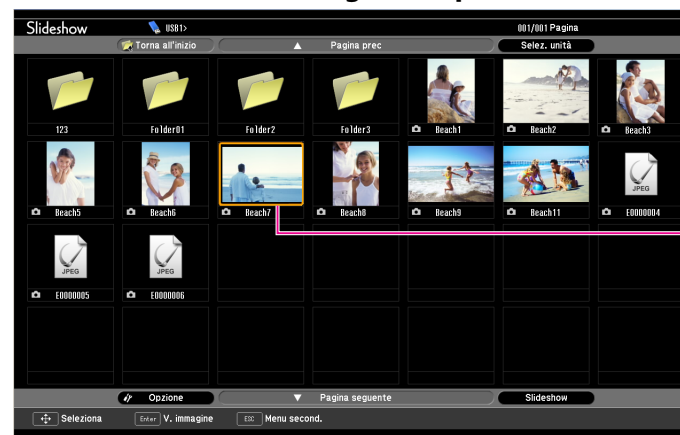 Slideshow USB1> 001/001 Pagina
Torna all'inizio Pagina prec Selez. unità
123 Folder01 Folder2 Folder3 Beach1 Beach2 Beach3
JPEG
Beach5 Beach6 Beach7 Beach8 Beach9 Beach11 E0000004
JPEG JPEG
E0000005 E0000006
Opzione Pagina seguente Slideshow
Seleziona Enter V. immagine ESC Menu second.